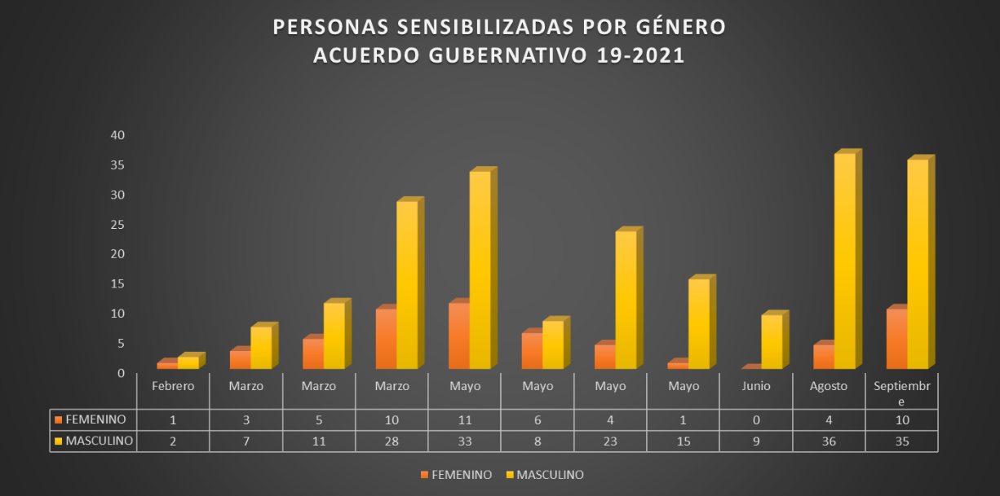 PERSONAS SENSIBILIZADAS POR GÉNERO
ACUERDO GUBERNATIVO 19-2021
40
35
30
25
20
15
10
5
0
Febrero Marzo Marzo Marzo Mayo Mayo Mayo Mayo Junio Agosto Septiembr
e
FEMENINO 1 3 5 10 11 6 4 1 0 4 10
MASCULINO 2 7 11 28 33 8 23 15 9 36 35
FEMENINO MASCULINO